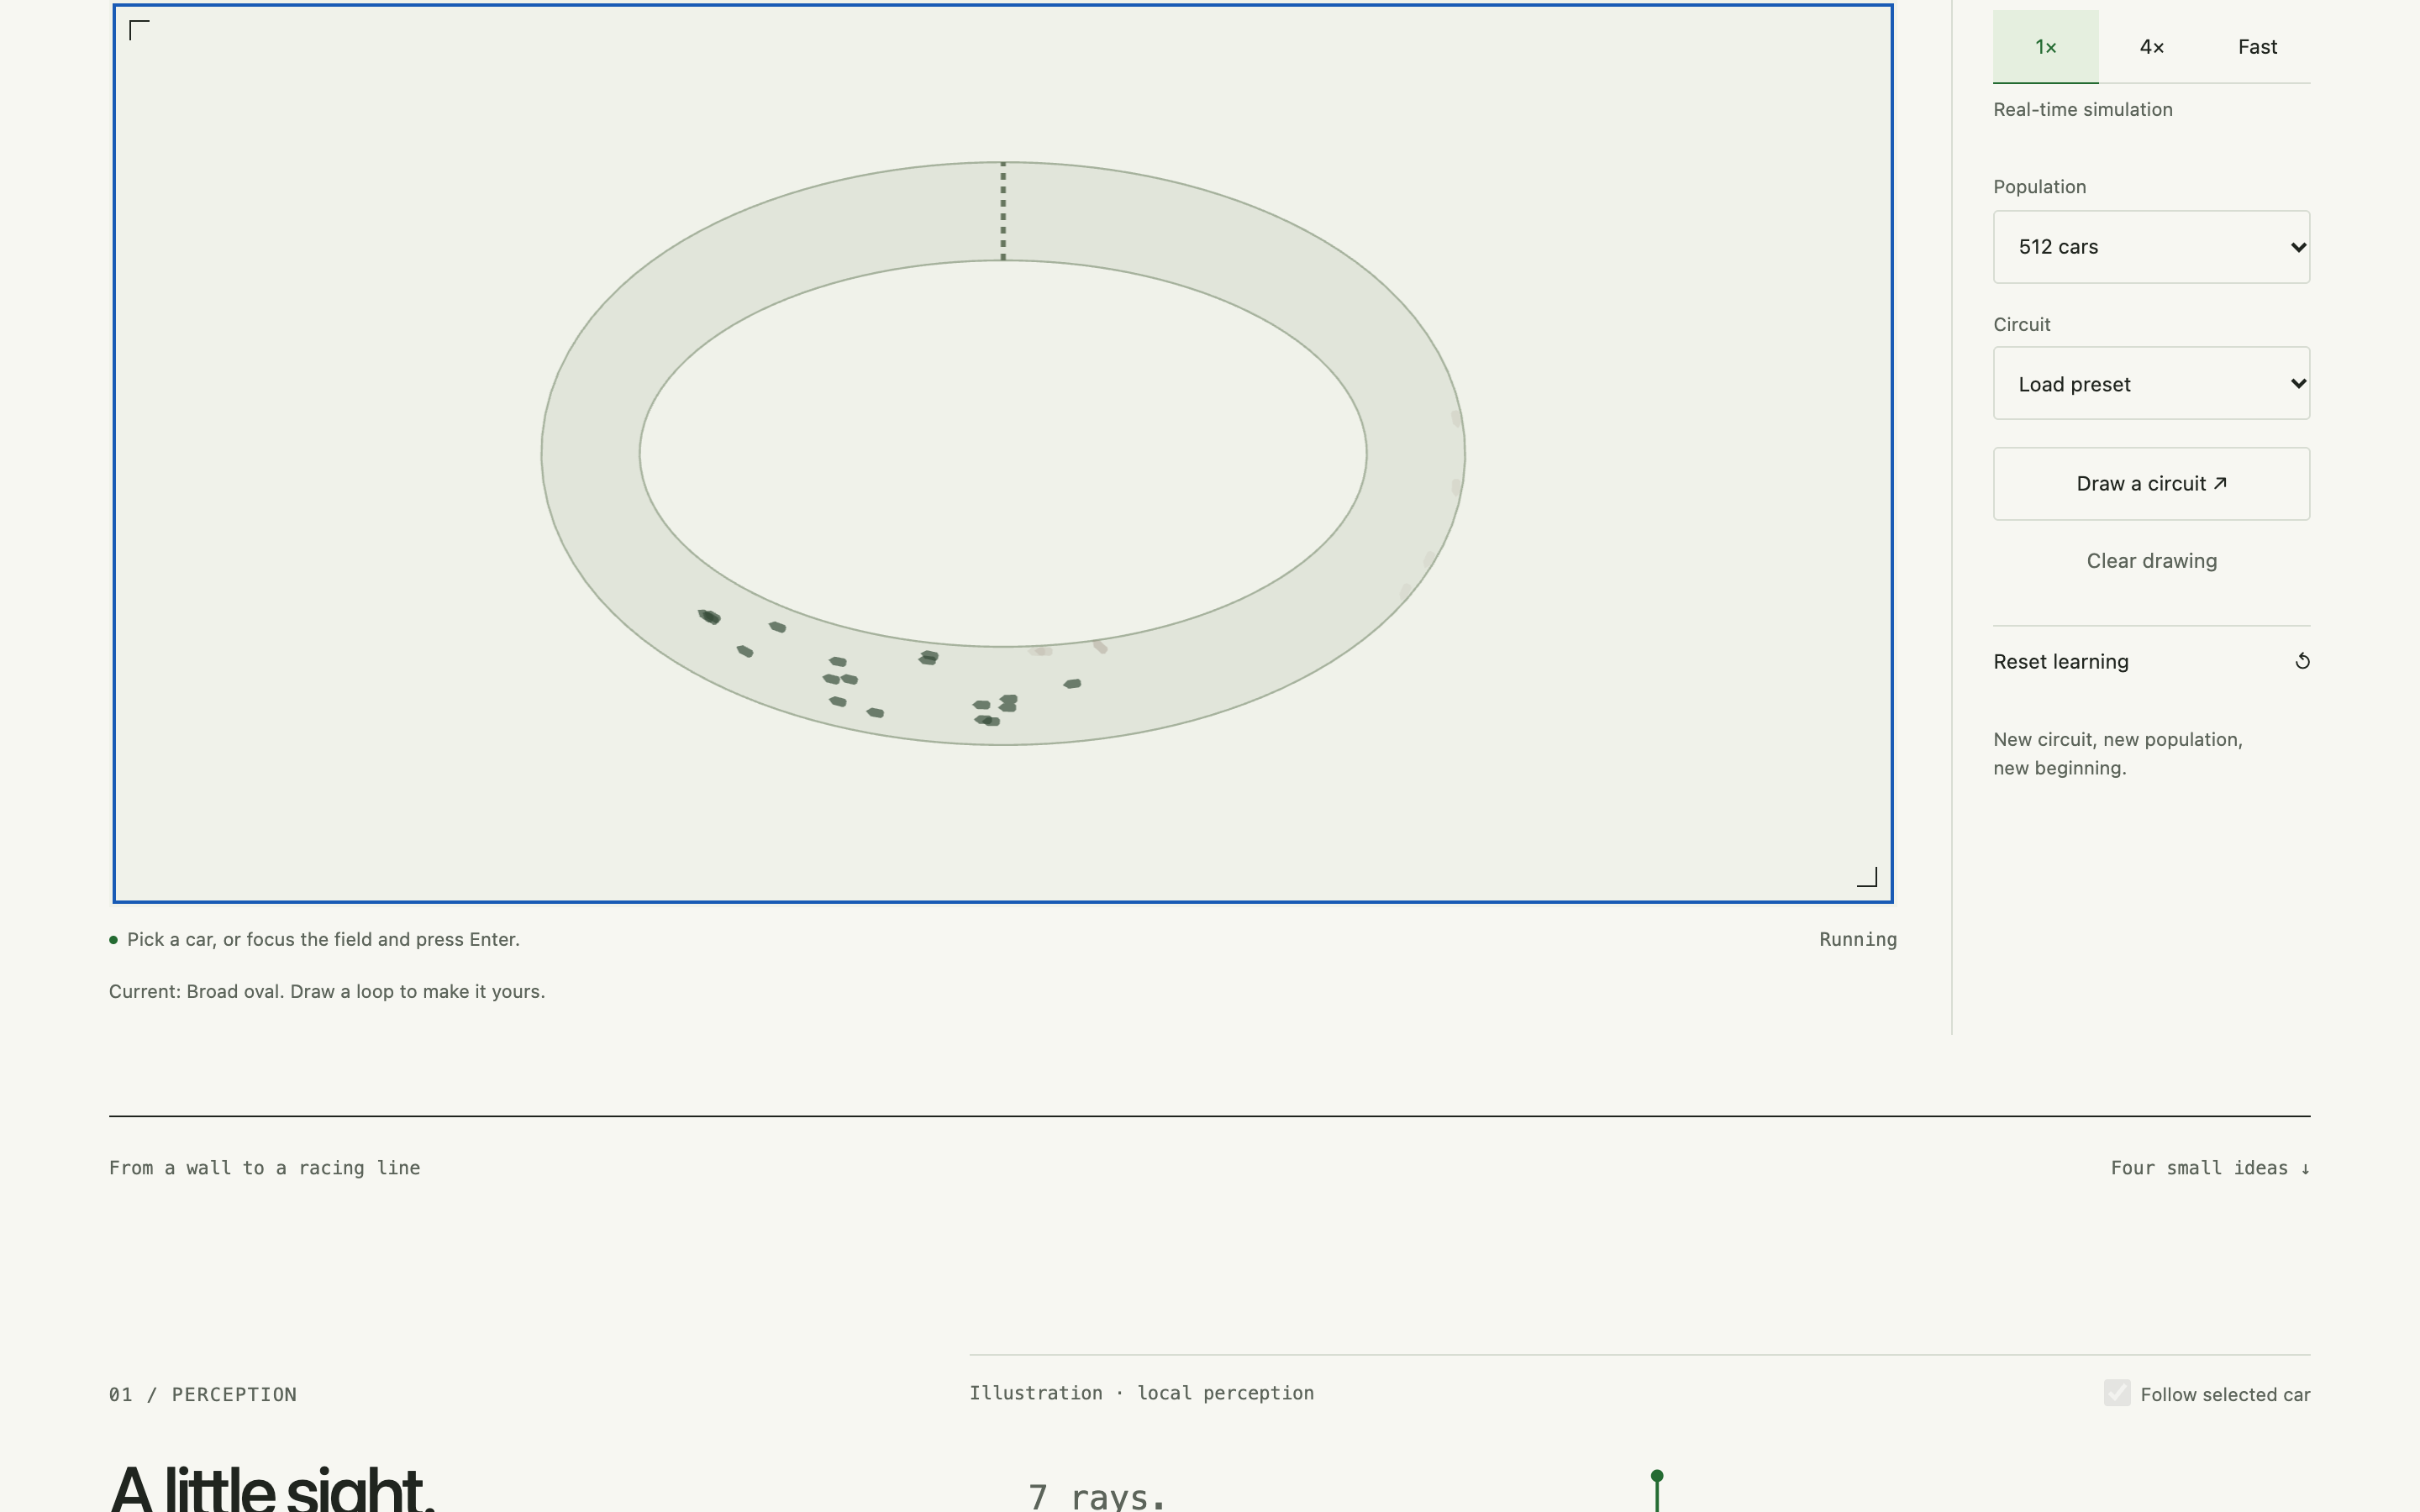 1×
4×
Fast
Real-time simulation
Population
512 cars
Circuit
Load preset
Draw a circuit ↗
Clear drawing
Reset learning
New circuit, new population,
new beginning.
Pick a car, or focus the field and press Enter.
Running
Current: Broad oval. Draw a loop to make it yours.
From a wall to a racing line
Four small ideas ↓
01 / PERCEPTION
Illustration · local perception
Follow selected car
A little sight.
7 rays.